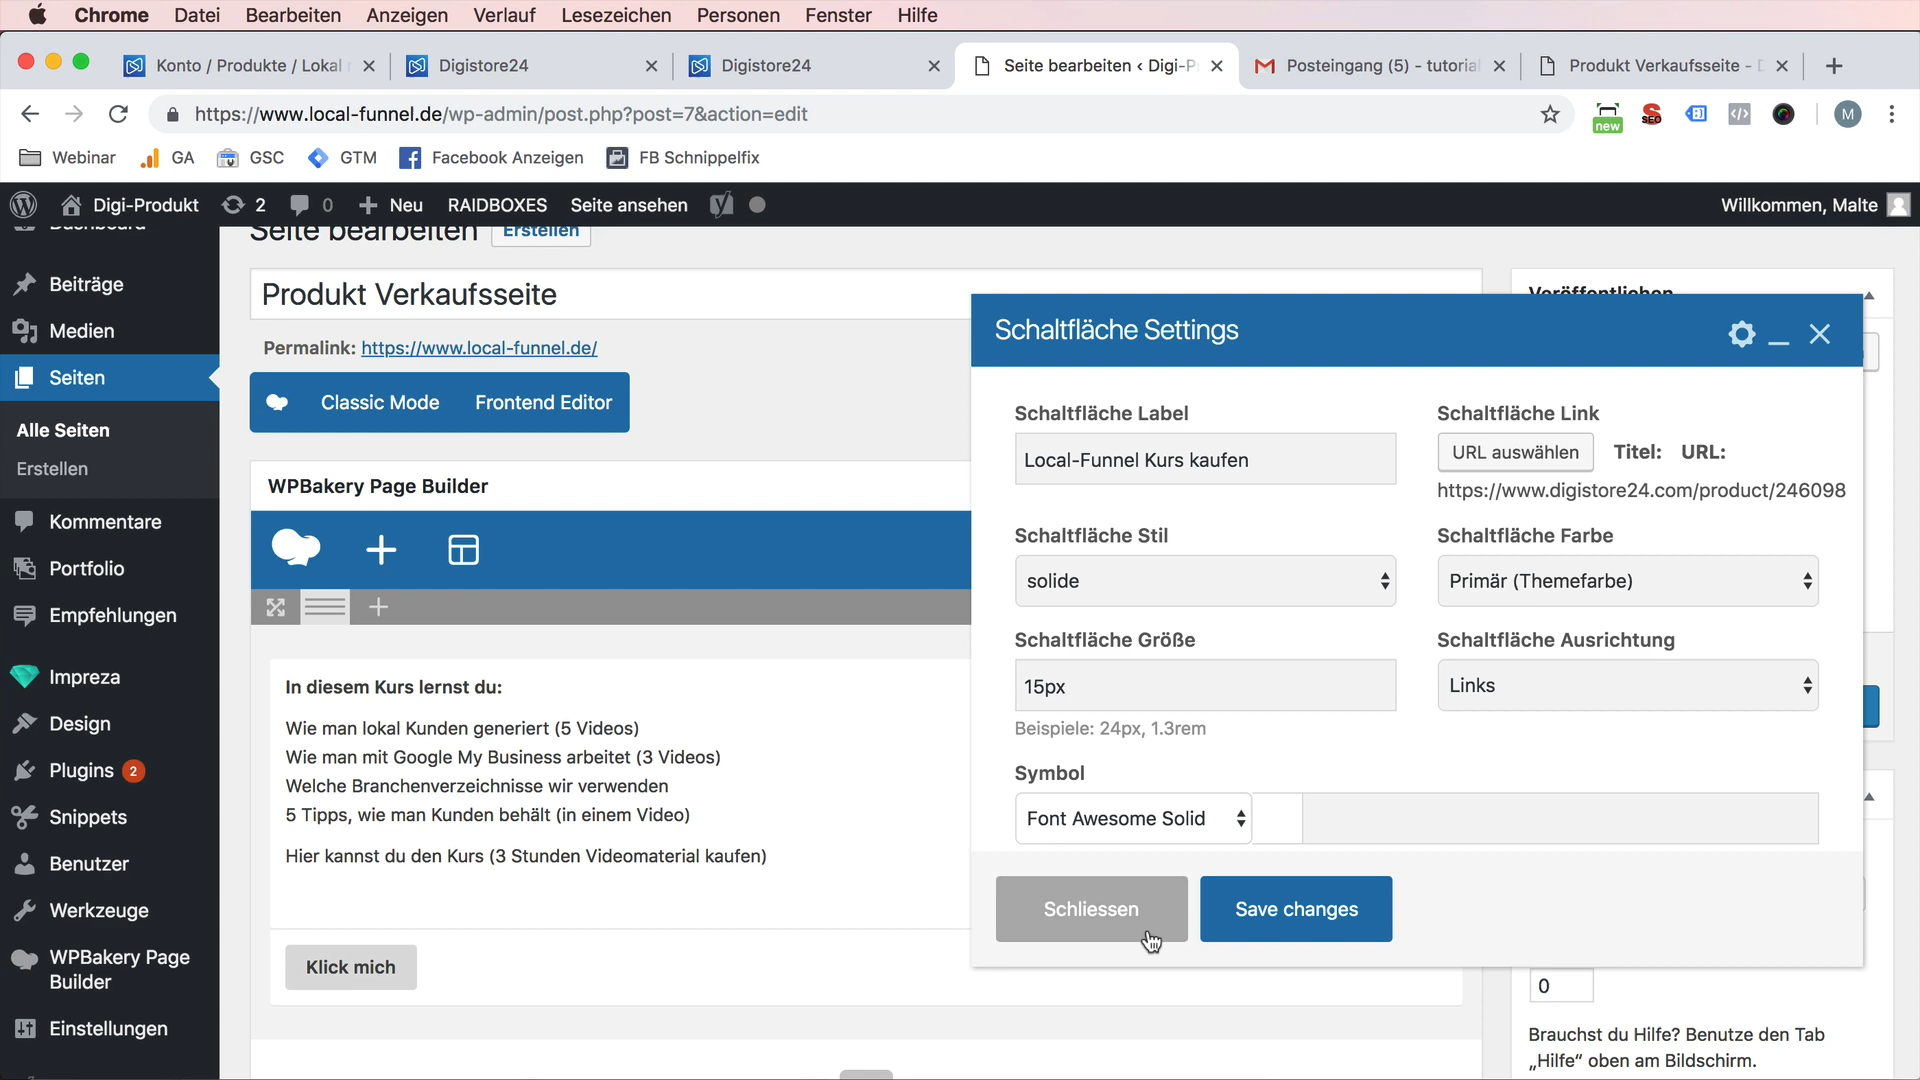 Chrome Datei Bearbeiten Anzeigen Verlauf Lesezeichen Personen Fenster Hilfe
Konto / Produkte / Lokal
Digistore24
Digistore24
Seite bearbeiten ‹ Digi-P
Posteingang (5) - tutoria
Produkt Verkaufsseite -
https://www.local-funnel.de/wp-admin/post.php?post=7&action=edit
new
SEO
M
Webinar GA GSC GTM Facebook Anzeigen FB Schnippelfix
Digi-Produkt 2 0 Neu RAIDBOXES Seite ansehen
Willkommen, Malte
Dashboard
Beiträge
Medien
Seiten
Alle Seiten
Erstellen
Kommentare
Portfolio
Empfehlungen
Impreza
Design
Plugins 2
Snippets
Benutzer
Werkzeuge
WPBakery Page
Builder
Einstellungen
Seite bearbeiten Erstellen
Produkt Verkaufsseite
Permalink: https://www.local-funnel.de/
Classic Mode Frontend Editor
WPBakery Page Builder
In diesem Kurs lernst du:
Wie man lokal Kunden generiert (5 Videos)
Wie man mit Google My Business arbeitet (3 Videos)
Welche Branchenverzeichnisse wir verwenden
5 Tipps, wie man Kunden behält (in einem Video)
Hier kannst du den Kurs (3 Stunden Videomaterial kaufen)
Klick mich
Veröffentlichen
Schaltfläche Settings
Schaltfläche Label
Local-Funnel Kurs kaufen
Schaltfläche Link
URL auswählen Titel: URL:
https://www.digistore24.com/product/246098
Schaltfläche Stil
solide
Schaltfläche Farbe
Primär (Themefarbe)
Schaltfläche Größe
15px
Beispiele: 24px, 1.3rem
Schaltfläche Ausrichtung
Links
Symbol
Font Awesome Solid
Schliessen
Save changes
0
Brauchst du Hilfe? Benutze den Tab
„Hilfe“ oben am Bildschirm.